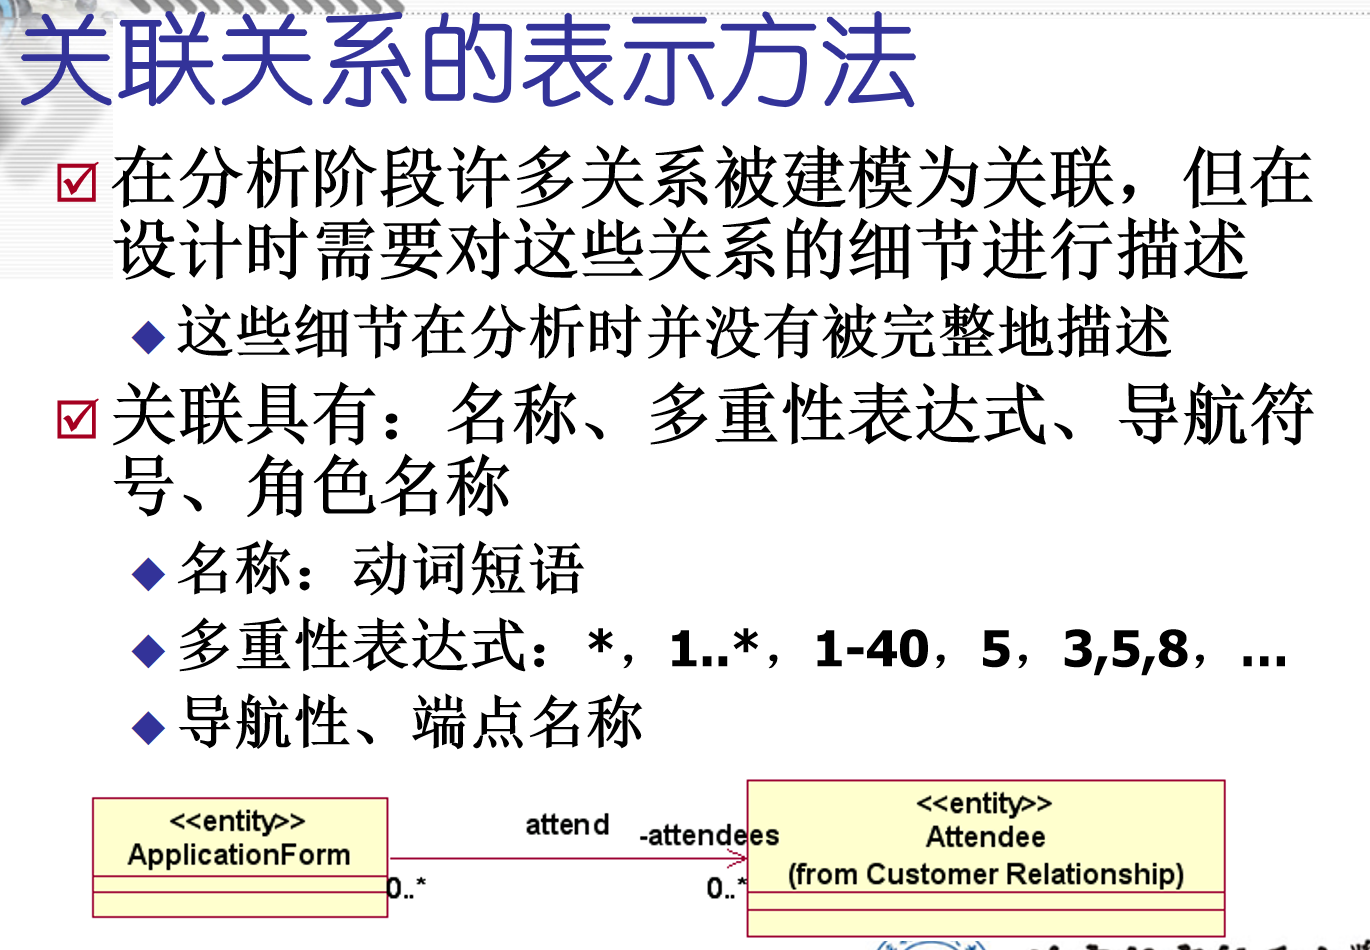 关联关系的表示方法
在分析阶段许多关系被建模为关联，但在
设计时需要对这些关系的细节进行描述
这些细节在分析时并没有被完整地描述
关联具有：名称、多重性表达式、导航符
号、角色名称
名称：动词短语
多重性表达式：*，1..*，1-40，5，3,5,8，…
导航性、端点名称
<<entity>>
ApplicationForm
attend
-attendees
0..*
0..*
<<entity>>
Attendee
(from Customer Relationship)